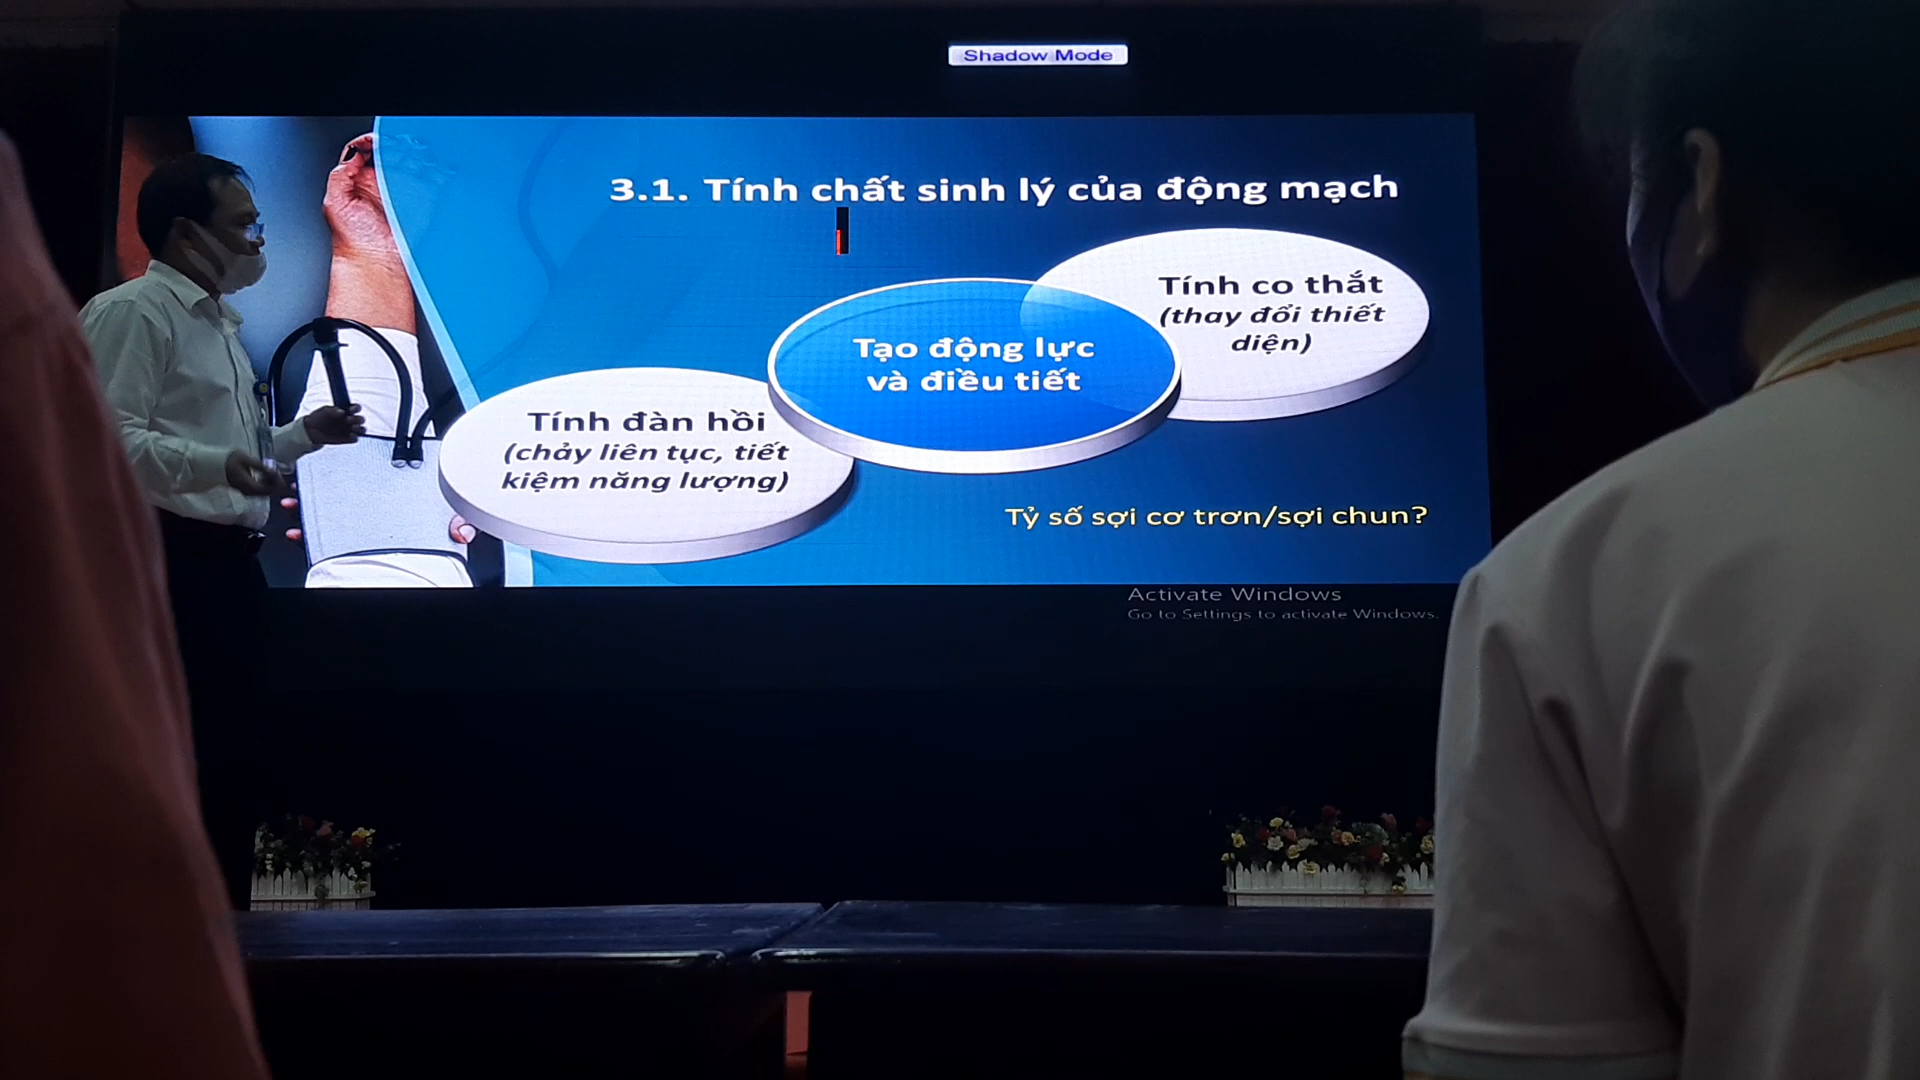 Shadow Mode
3.1. Tính chất sinh lý của động mạch
Tính co thắt
(thay đổi thiết
diện)
Tạo động lực
và điều tiết
Tính đàn hồi
(chảy liên tục, tiết
kiệm năng lượng)
Tỷ số sợi cơ trơn/sợi chun?
Activate Windows
Go to Settings to activate Windows.